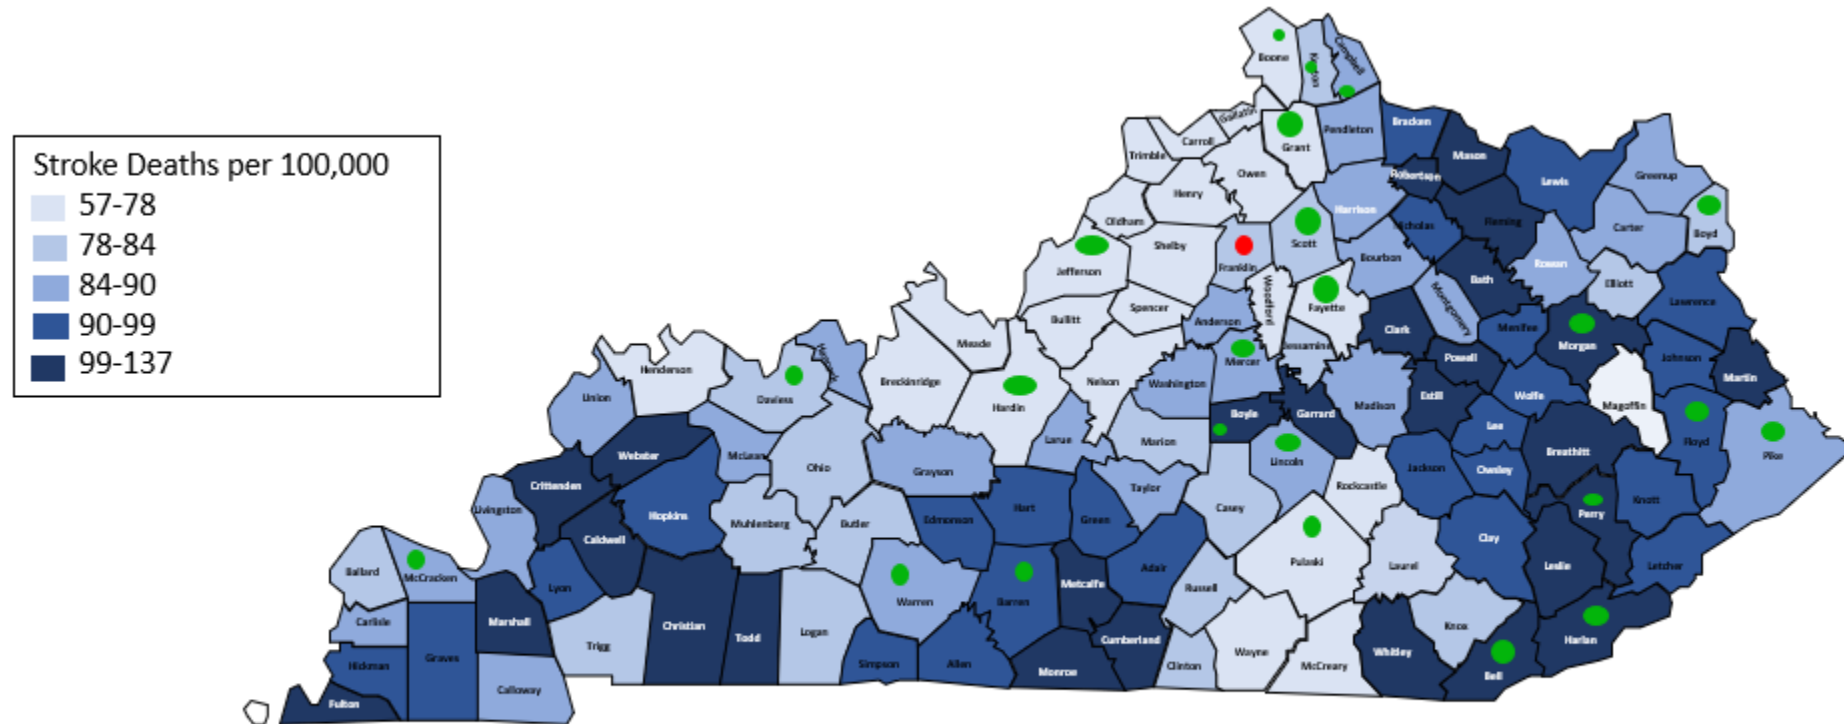 Stroke Deaths per 100,000
57-78
78-84
84-90
90-99
99-137
Boone
Kenton
Campbell
Gallatin
Carroll
Grant
Pendleton
Bracken
Mason
Robertson
Lewis
Greenup
Trimble
Owen
Henry
Harrison
Nicholas
Fleming
Carter
Boyd
Oldham
Shelby
Franklin
Scott
Bourbon
Rowan
Elliott
Lawrence
Jefferson
Woodford
Fayette
Bath
Montgomery
Bullitt
Spencer
Anderson
Clark
Menifee
Morgan
Johnson
Martin
Meade
Jessamine
Mercer
Powell
Henderson
Hancock
Daviess
Breckinridge
Hardin
Nelson
Washington
Madison
Estill
Wolfe
Magoffin
Union
Boyle
Garrard
Lee
Floyd
Pike
Webster
McLean
Ohio
Grayson
Larue
Marion
Lincoln
Rockcastle
Jackson
Owsley
Breathitt
Crittenden
Livingston
Hopkins
Muhlenberg
Butler
Edmonson
Hart
Green
Taylor
Casey
Clay
Perry
Knott
Caldwell
Ballard
McCracken
Lyon
Warren
Barren
Metcalfe
Adair
Russell
Pulaski
Laurel
Leslie
Letcher
Carlisle
Marshall
Christian
Todd
Logan
Cumberland
Knox
Harlan
Hickman
Graves
Trigg
Simpson
Allen
Monroe
Clinton
Wayne
McCreary
Whitley
Bell
Fulton
Calloway